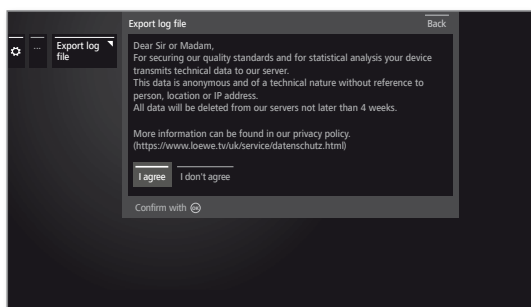 Export log file
Back
...
Export log
file
Dear Sir or Madam,
For securing our quality standards and for statistical analysis your device
transmits technical data to our server.
This data is anonymous and of a technical nature without reference to
person, location or IP address.
All data will be deleted from our servers not later than 4 weeks.
More information can be found in our privacy policy.
(https://www.loewe.tv/uk/service/datenschutz.html)
I agree
I don't agree
Confirm with OK